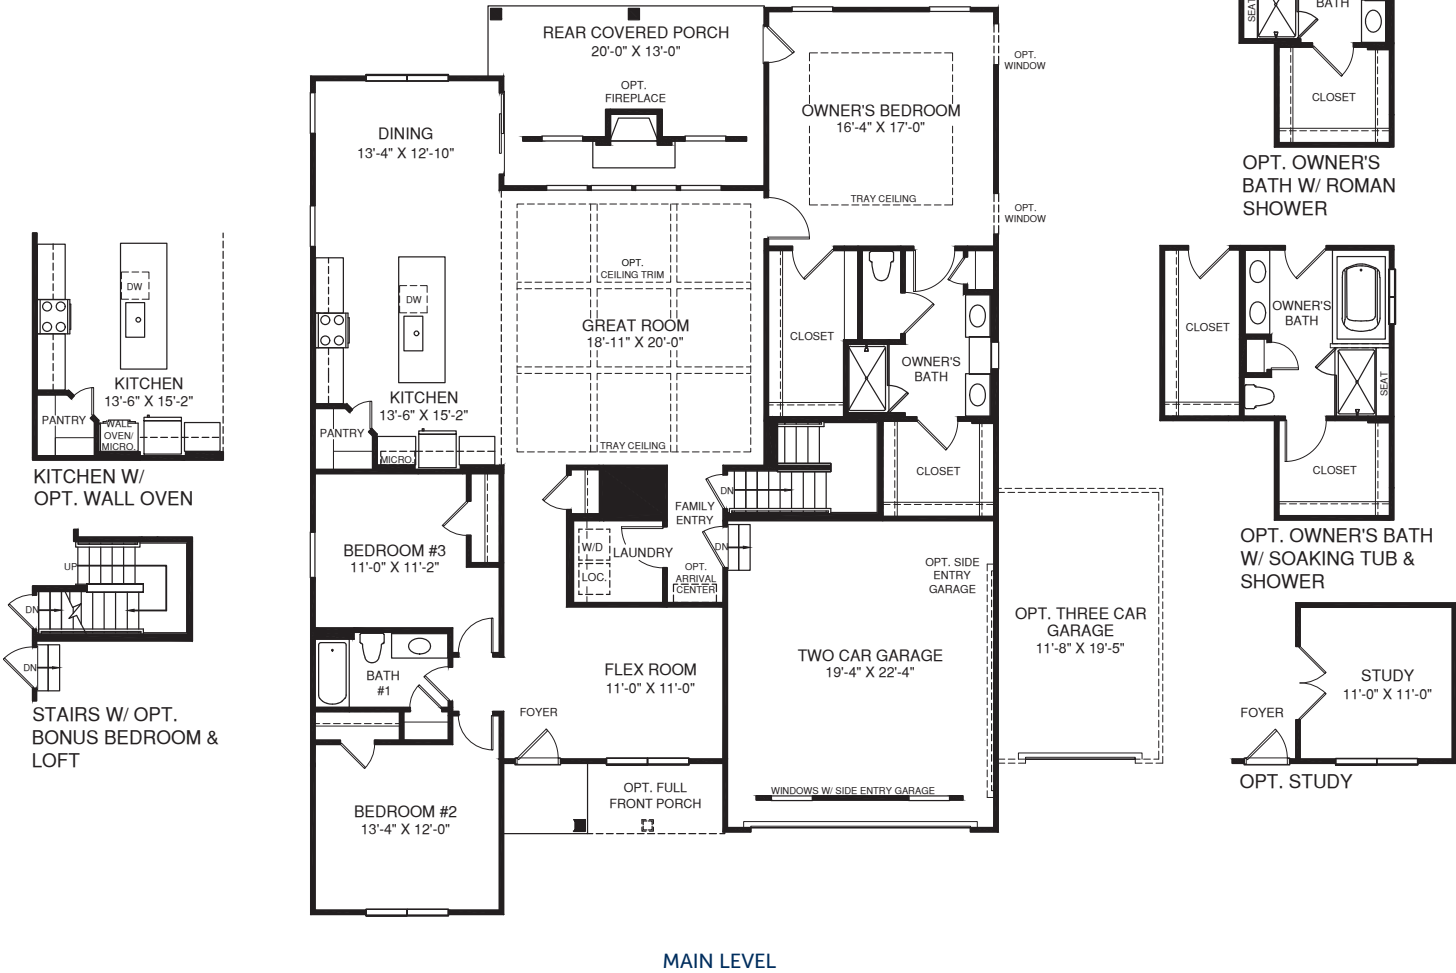 REAR COVERED PORCH
20'-0" X 13'-0"
OPT.
FIREPLACE
DINING
13'-4" X 12'-10"
OWNER'S BEDROOM
16'-4" X 17'-0"
TRAY CEILING
OPT.
WINDOW
OPT.
WINDOW
OPT.
CEILING TRIM
GREAT ROOM
18'-11" X 20'-0"
TRAY CEILING
DW
KITCHEN
13'-6" X 15'-2"
PANTRY
MICRO.
CLOSET
OWNER'S
BATH
CLOSET
DN
FAMILY
ENTRY
W/D
LOC.
LAUNDRY
DN
OPT.
ARRIVAL
CENTER
BEDROOM #3
11'-0" X 11'-2"
BATH
#1
FLEX ROOM
11'-0" X 11'-0"
FOYER
BEDROOM #2
13'-4" X 12'-0"
OPT. FULL
FRONT PORCH
TWO CAR GARAGE
19'-4" X 22'-4"
OPT. SIDE
ENTRY
GARAGE
WINDOWS W/ SIDE ENTRY GARAGE
OPT. THREE CAR
GARAGE
11'-8" X 19'-5"
DW
KITCHEN
13'-6" X 15'-2"
PANTRY
WALL
OVEN/
MICRO.
KITCHEN W/
OPT. WALL OVEN
UP
DN
DN
STAIRS W/ OPT.
BONUS BEDROOM &
LOFT
SEAT
BATH
CLOSET
OPT. OWNER'S
BATH W/ ROMAN
SHOWER
CLOSET
OWNER'S
BATH
SEAT
CLOSET
OPT. OWNER'S BATH
W/ SOAKING TUB &
SHOWER
STUDY
11'-0" X 11'-0"
FOYER
OPT. STUDY
MAIN LEVEL